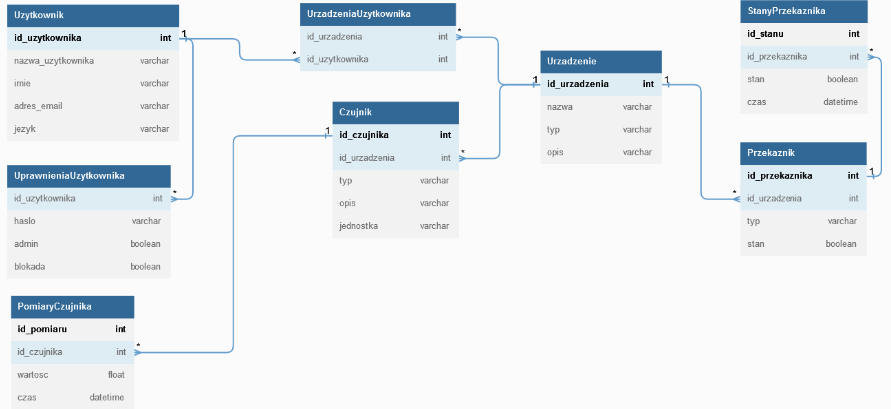 Uzytkownik
id_uzytkownika int
nazwa_uzytkownika varchar
imie varchar
adres_email varchar
jezyk varchar
1
*
UrzadzeniaUzytkownika
id_urzadzenia int
id_uzytkownika int
*
*
UprawnieniaUzytkownika
id_uzytkownika int
haslo varchar
admin boolean
blokada boolean
Czujnik
id_czujnika int
id_urzadzenia int
typ varchar
opis varchar
jednostka varchar
1
*
Urzadzenie
id_urzadzenia int
nazwa varchar
typ varchar
opis varchar
1
1
StanyPrzekaznika
id_stanu int
id_przekaznika int
stan boolean
czas datetime
*
Przekaznik
id_przekaznika int
id_urzadzenia int
typ varchar
stan boolean
1
*
PomiaryCzujnika
id_pomiaru int
id_czujnika int
wartosc float
czas datetime
*